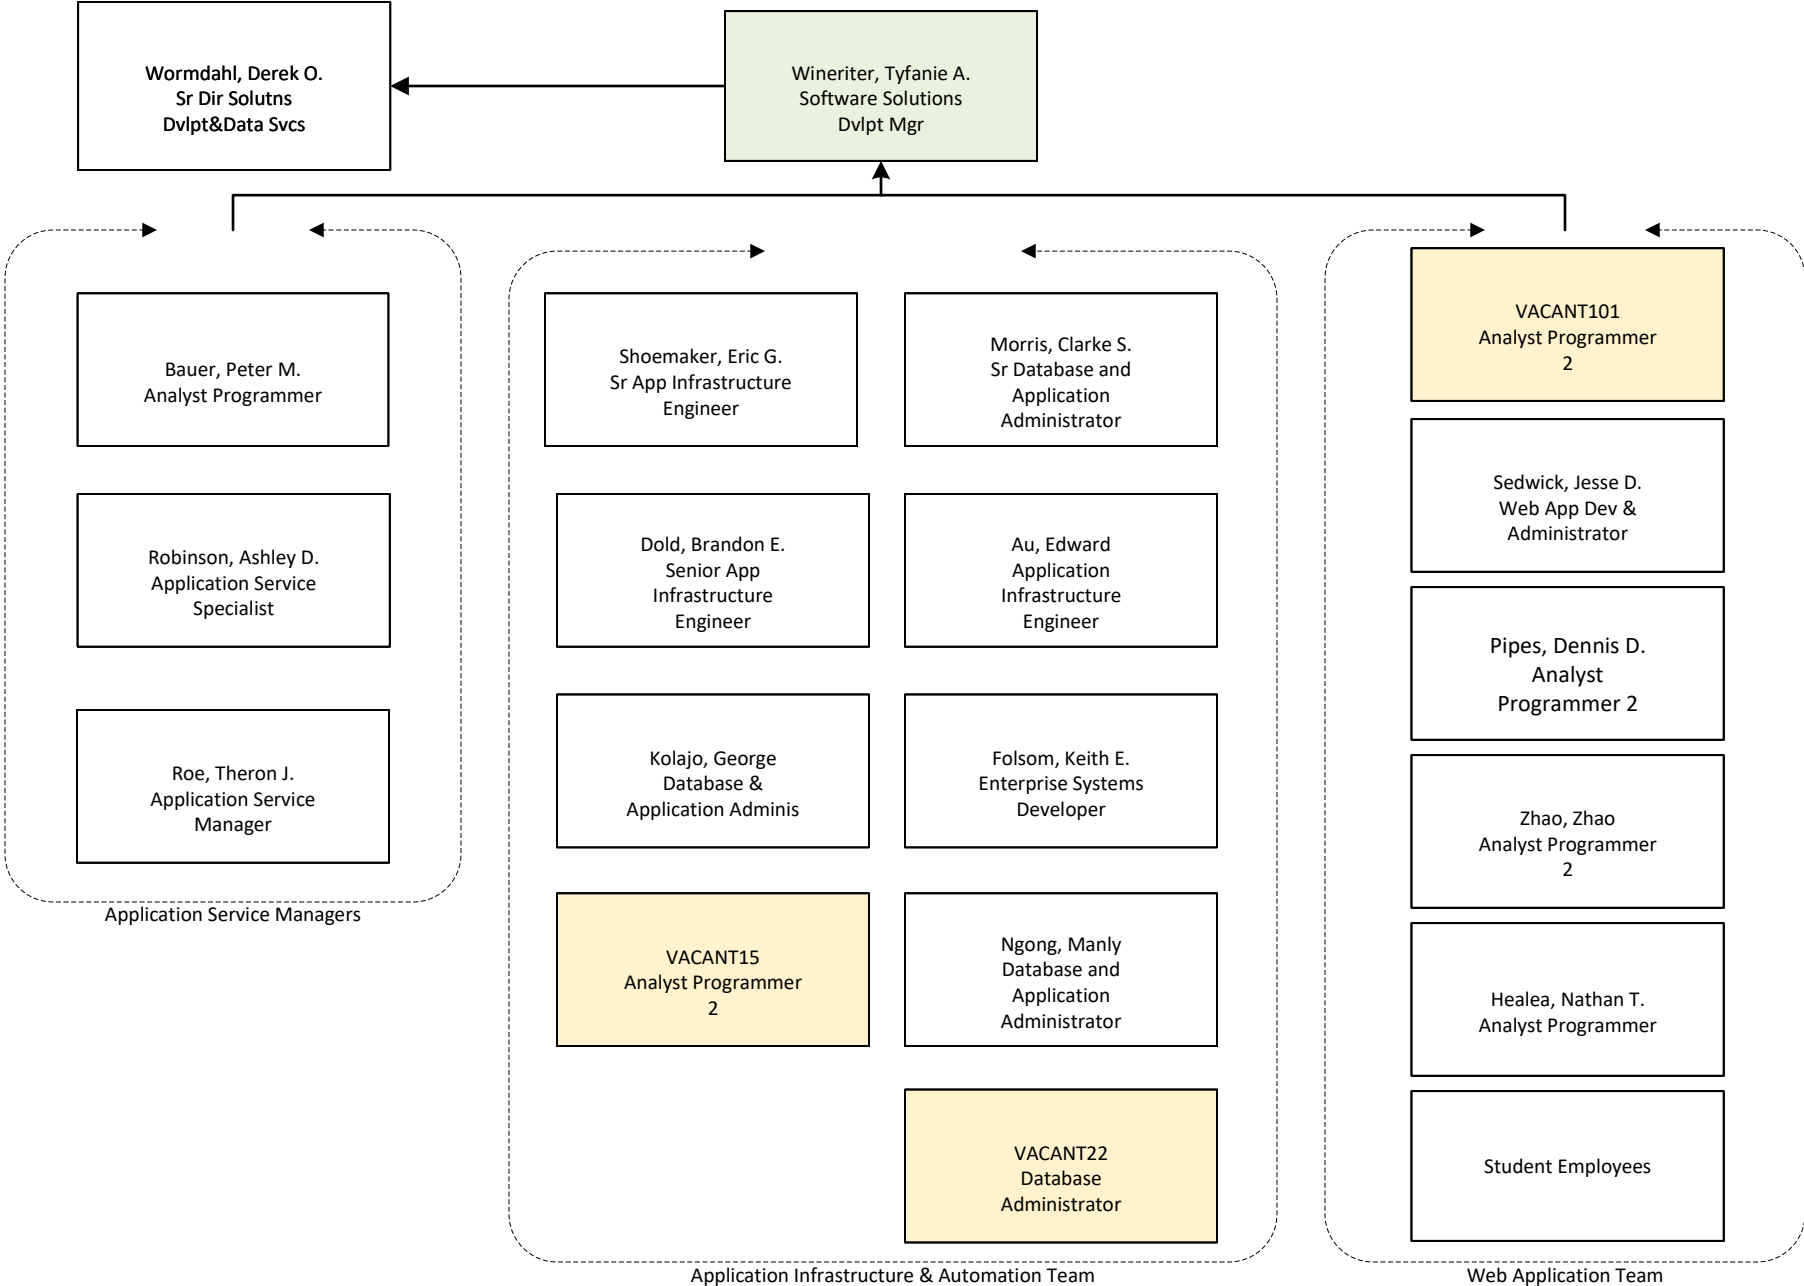 Wormdahl, Derek O.
Sr Dir Solutns
Dvlpt&Data Svcs
Wineriter, Tyfanie A.
Software Solutions
Dvlpt Mgr
Bauer, Peter M.
Analyst Programmer
Robinson, Ashley D.
Application Service
Specialist
Roe, Theron J.
Application Service
Manager
Application Service Managers
Shoemaker, Eric G.
Sr App Infrastructure
Engineer
Morris, Clarke S.
Sr Database and
Application
Administrator
Dold, Brandon E.
Senior App
Infrastructure
Engineer
Au, Edward
Application
Infrastructure
Engineer
Kolajo, George
Database &
Application Adminis
Folsom, Keith E.
Enterprise Systems
Developer
VACANT15
Analyst Programmer
2
Ngong, Manly
Database and
Application
Administrator
VACANT22
Database
Administrator
Application Infrastructure & Automation Team
VACANT101
Analyst Programmer
2
Sedwick, Jesse D.
Web App Dev &
Administrator
Pipes, Dennis D.
Analyst
Programmer 2
Zhao, Zhao
Analyst Programmer
2
Healea, Nathan T.
Analyst Programmer
Student Employees
Web Application Team